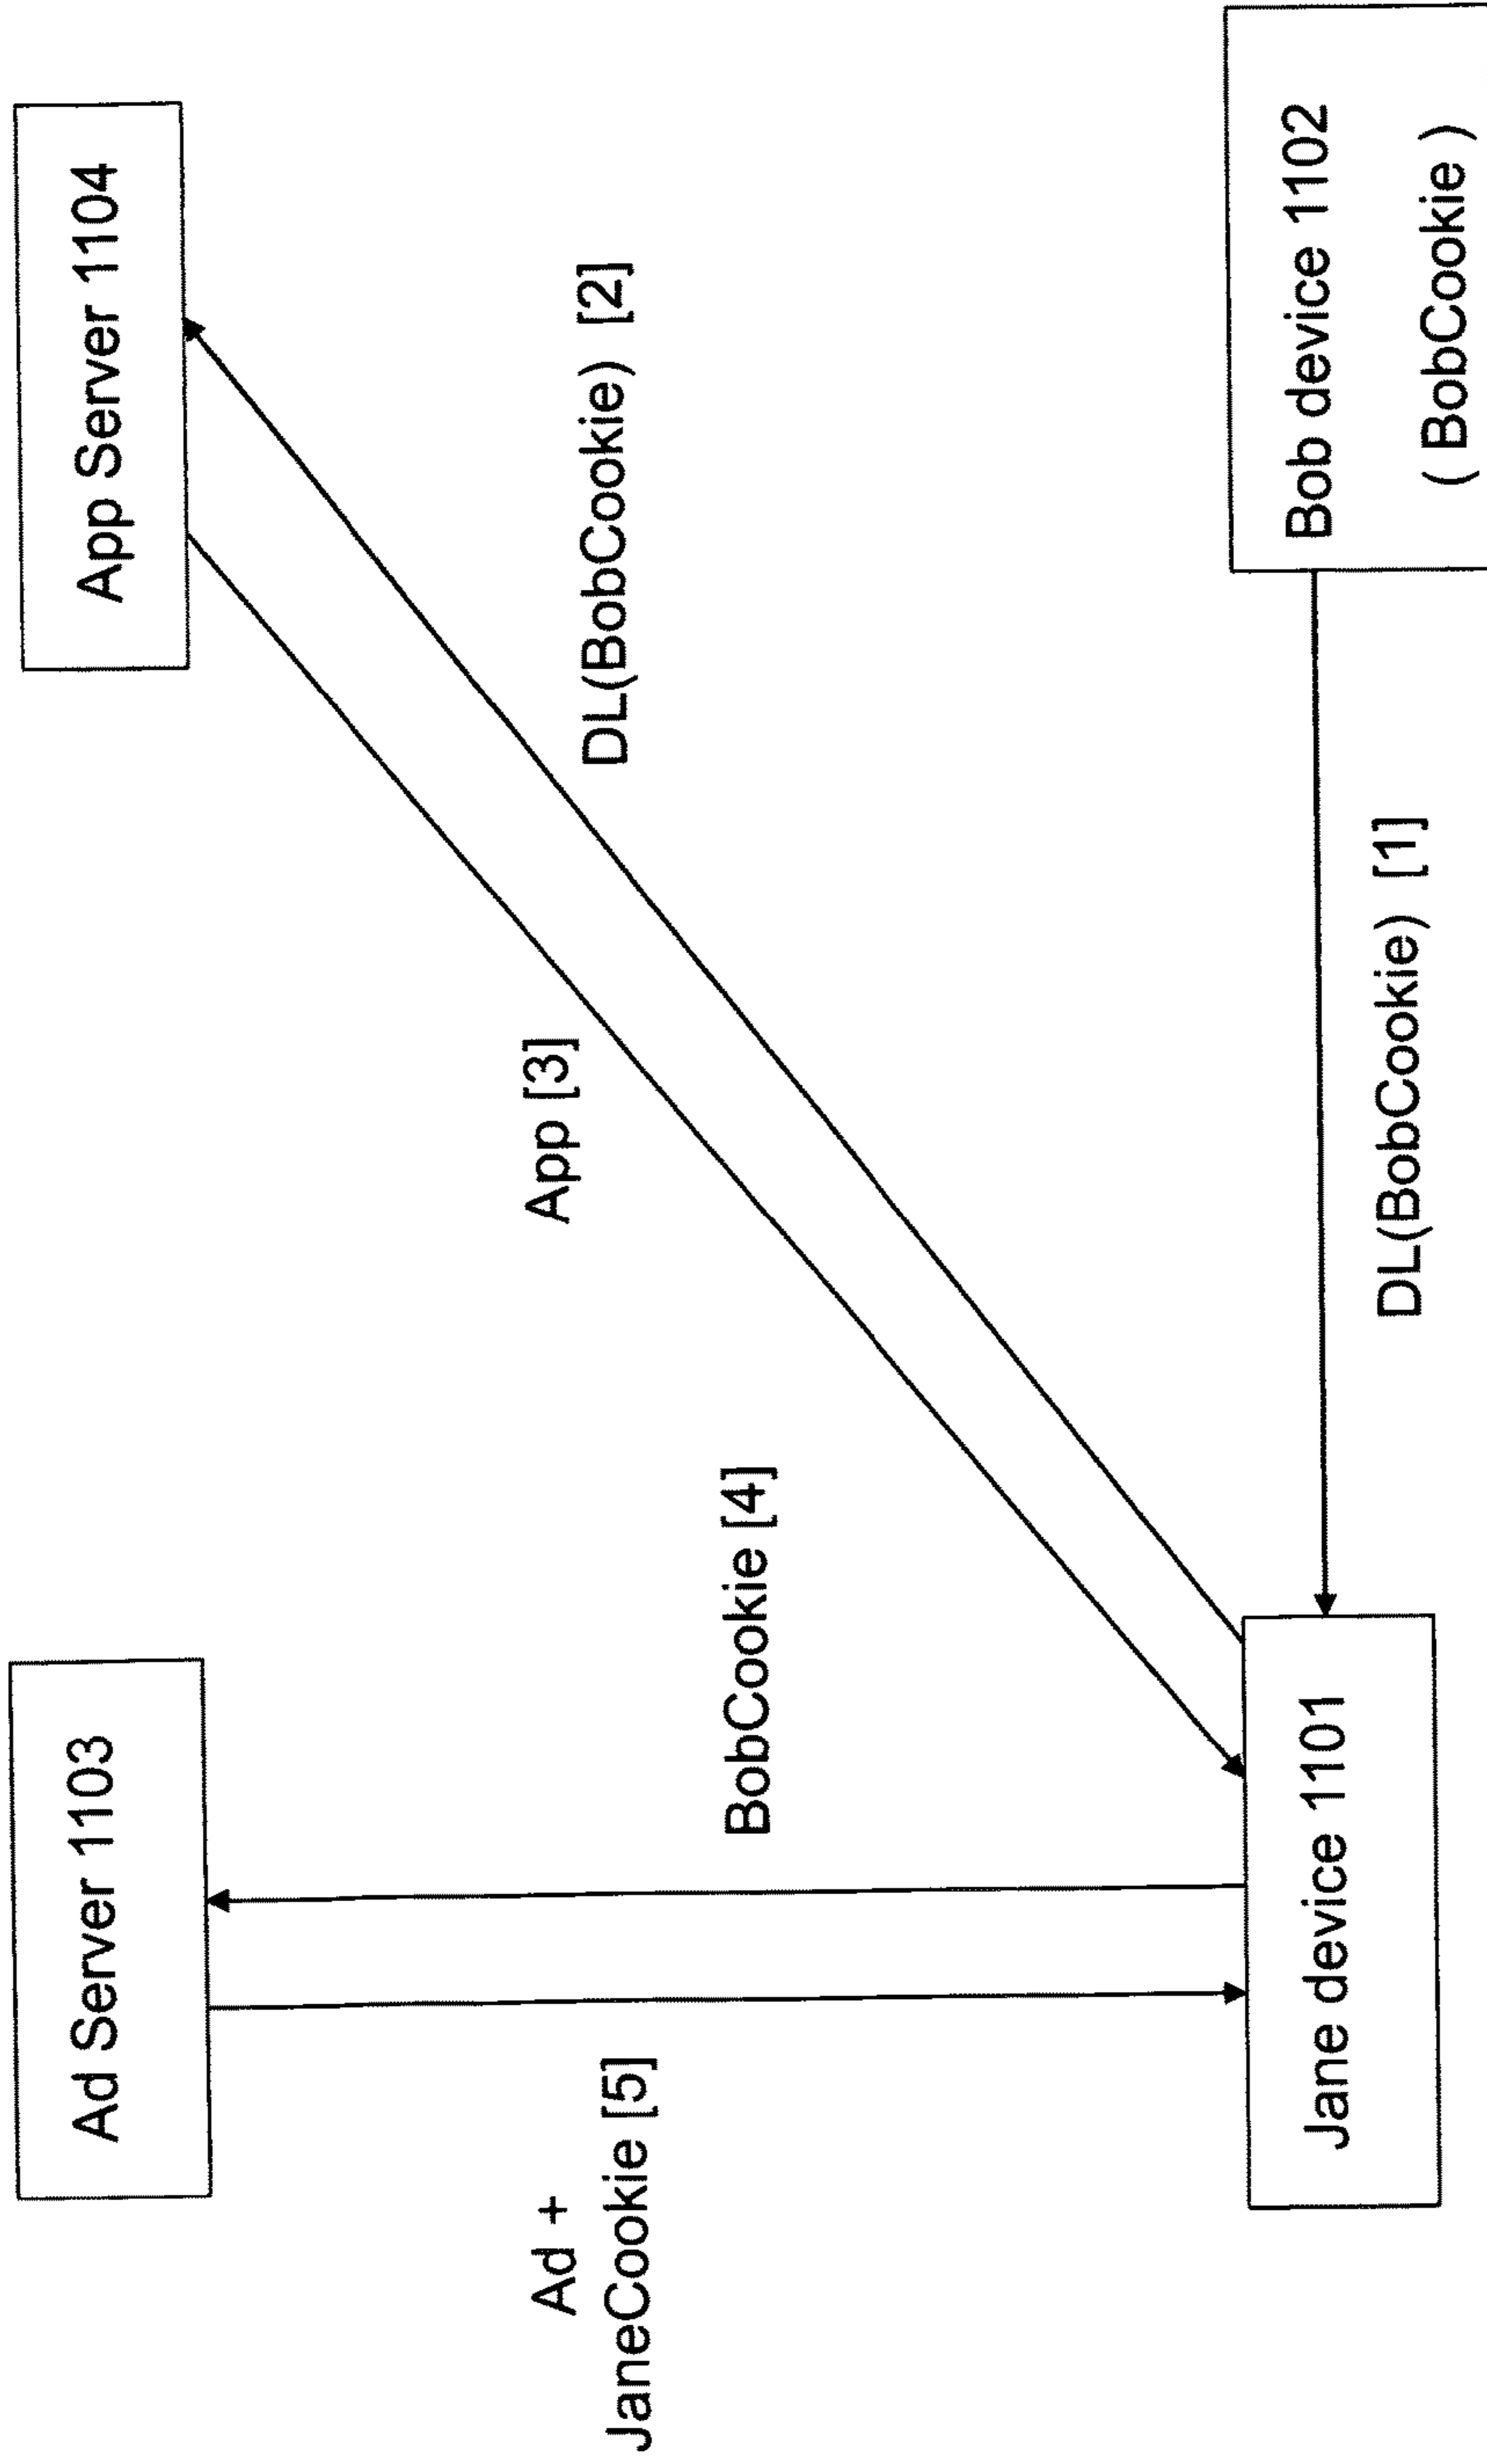 Ad Server 1103
App Server 1104
Ad +
JaneCookie [5]
BobCookie [4]
App [3]
DL(BobCookie) [2]
Jane device 1101
DL(BobCookie) [1]
Bob device 1102
( BobCookie )